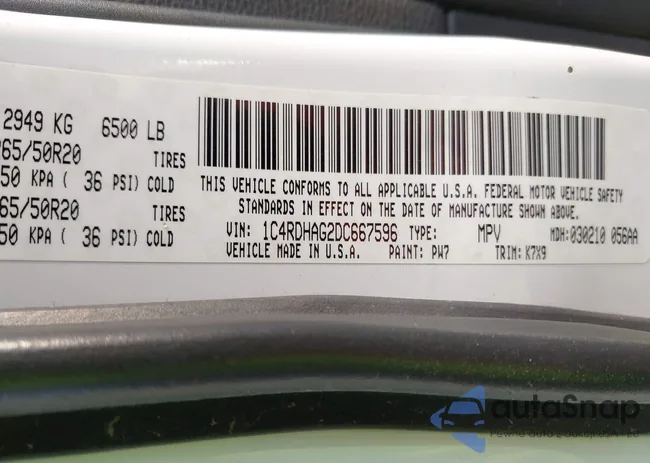 2949 KG 6500 LB
65/50R20 TIRES
50 KPA ( 36 PSI) COLD
65/50R20 TIRES
50 KPA ( 36 PSI) COLD
THIS VEHICLE CONFORMS TO ALL APPLICABLE U.S.A. FEDERAL MOTOR VEHICLE SAFETY
STANDARDS IN EFFECT ON THE DATE OF MANUFACTURE SHOWN ABOVE.
VIN: 1C4RDHAG2DC667596 TYPE: MPV MDH: 030210 056AA
VEHICLE MADE IN U.S.A. PAINT: PW7 TRIM: K7X9
autoSnap